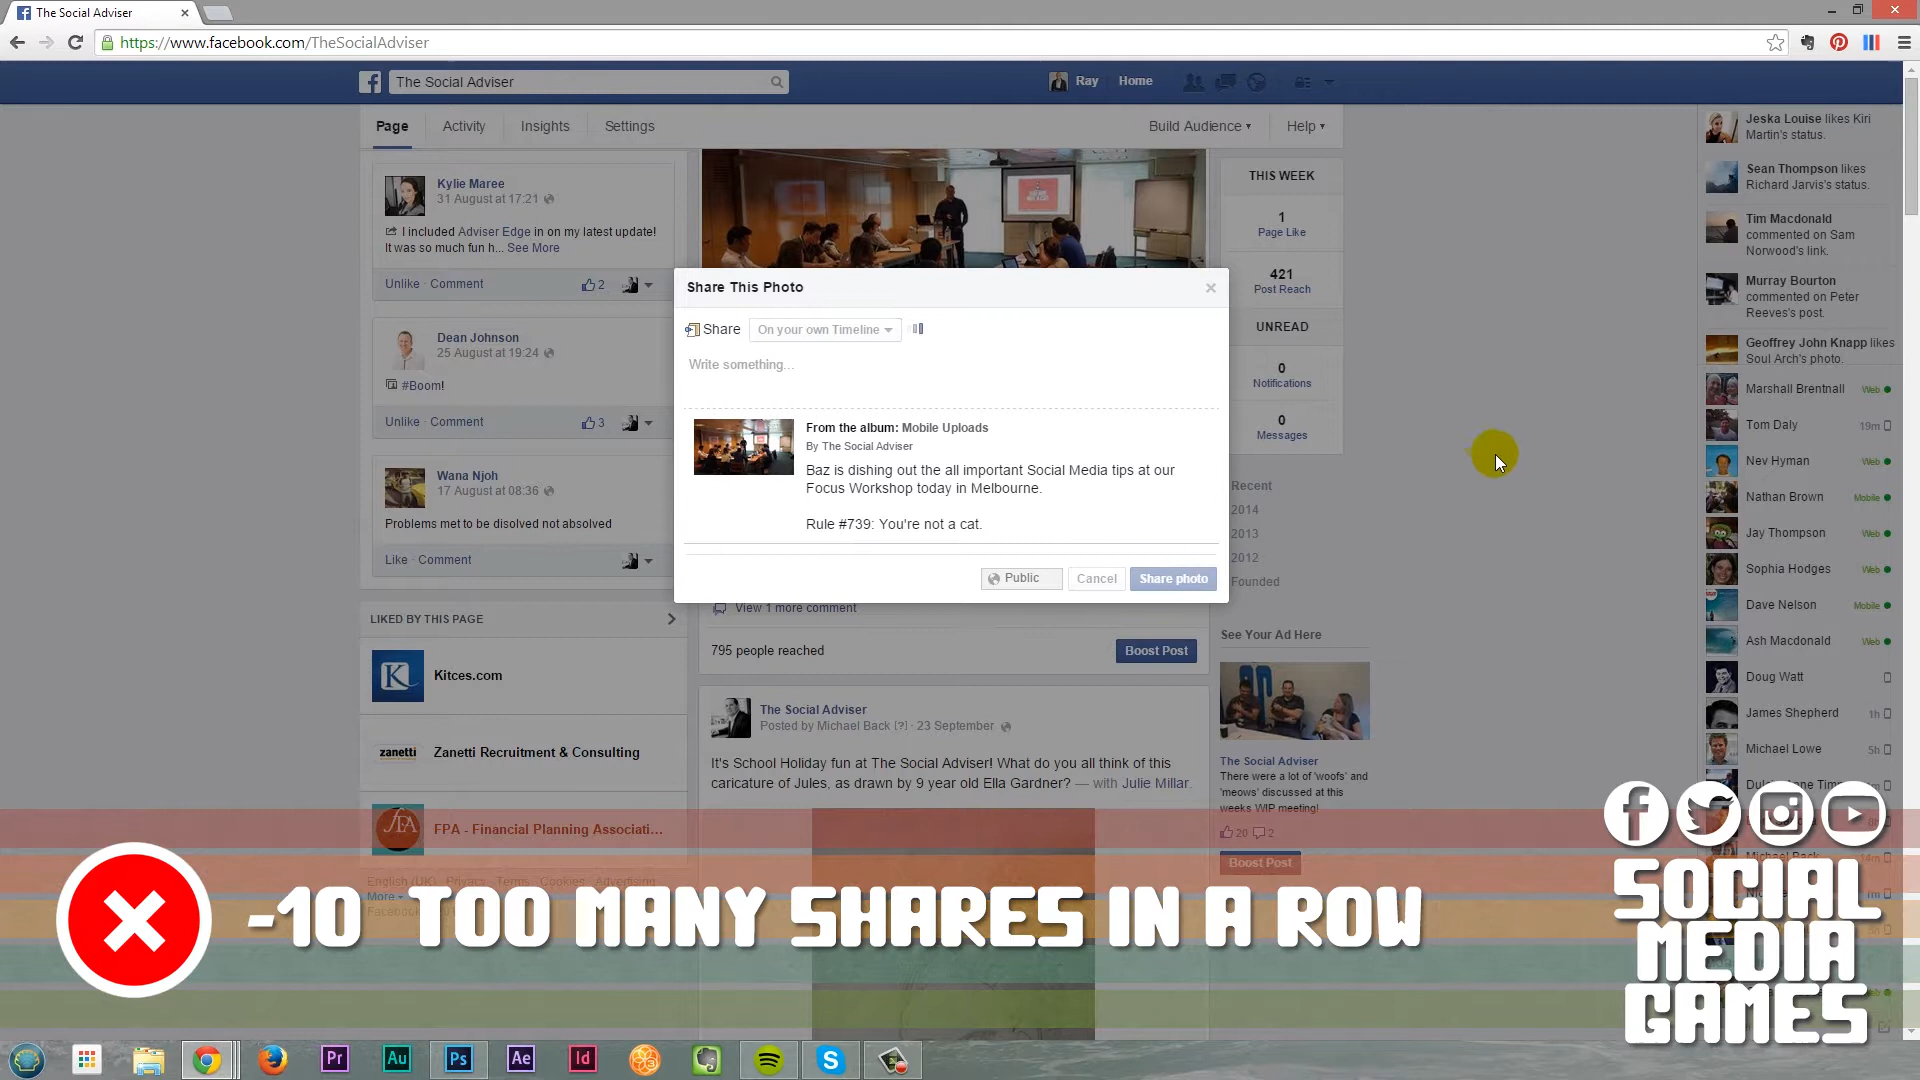 The Social Adviser
https://www.facebook.com/TheSocialAdviser
The Social Adviser
Ray
Home
Page
Activity
Insights
Settings
Build Audience
Help
Kylie Maree
31 August at 17:21
I included Adviser Edge in on my latest update!
It was so much fun h... See More
Unlike · Comment
2
Dean Johnson
25 August at 19:24
#Boom!
Unlike · Comment
3
Wana Njoh
17 August at 08:36
Problems met to be disolved not absolved
Like · Comment
LIKED BY THIS PAGE
Kitces.com
zanetti
Zanetti Recruitment & Consulting
FPA - Financial Planning Associati...
English (UK) · Privacy · Terms · Cookies · Advertising
More
Share This Photo
Share
On your own Timeline
Write something...
From the album: Mobile Uploads
By The Social Adviser
Baz is dishing out the all important Social Media tips at our
Focus Workshop today in Melbourne.
Rule #739: You're not a cat.
Public
Cancel
Share photo
View 1 more comment
795 people reached
Boost Post
The Social Adviser
Posted by Michael Back [?] · 23 September
It's School Holiday fun at The Social Adviser! What do you all think of this
caricature of Jules, as drawn by 9 year old Ella Gardner? — with Julie Millar.
THIS WEEK
1
Page Like
421
Post Reach
UNREAD
0
Notifications
0
Messages
Recent
2014
2013
2012
Founded
See Your Ad Here
The Social Adviser
There were a lot of 'woofs' and
'meows' discussed at this
weeks WIP meeting!
20
2
Boost Post
Jeska Louise likes Kiri
Martin's status.
Sean Thompson likes
Richard Jarvis's status.
Tim Macdonald
commented on Sam
Norwood's link.
Murray Bourton
commented on Peter
Reeves's post.
Geoffrey John Knapp likes
Soul Arch's photo.
Marshall Brentnall Web
Tom Daly 19m
Nev Hyman Web
Nathan Brown Mobile
Jay Thompson Web
Sophia Hodges Web
Dave Nelson Mobile
Ash Macdonald Web
Doug Watt
James Shepherd 1h
Michael Lowe 5h
-10 TOO MANY SHARES IN A ROW
SOCIAL
MEDIA
GAMES
Pr
Au
Ps
Ae
Id